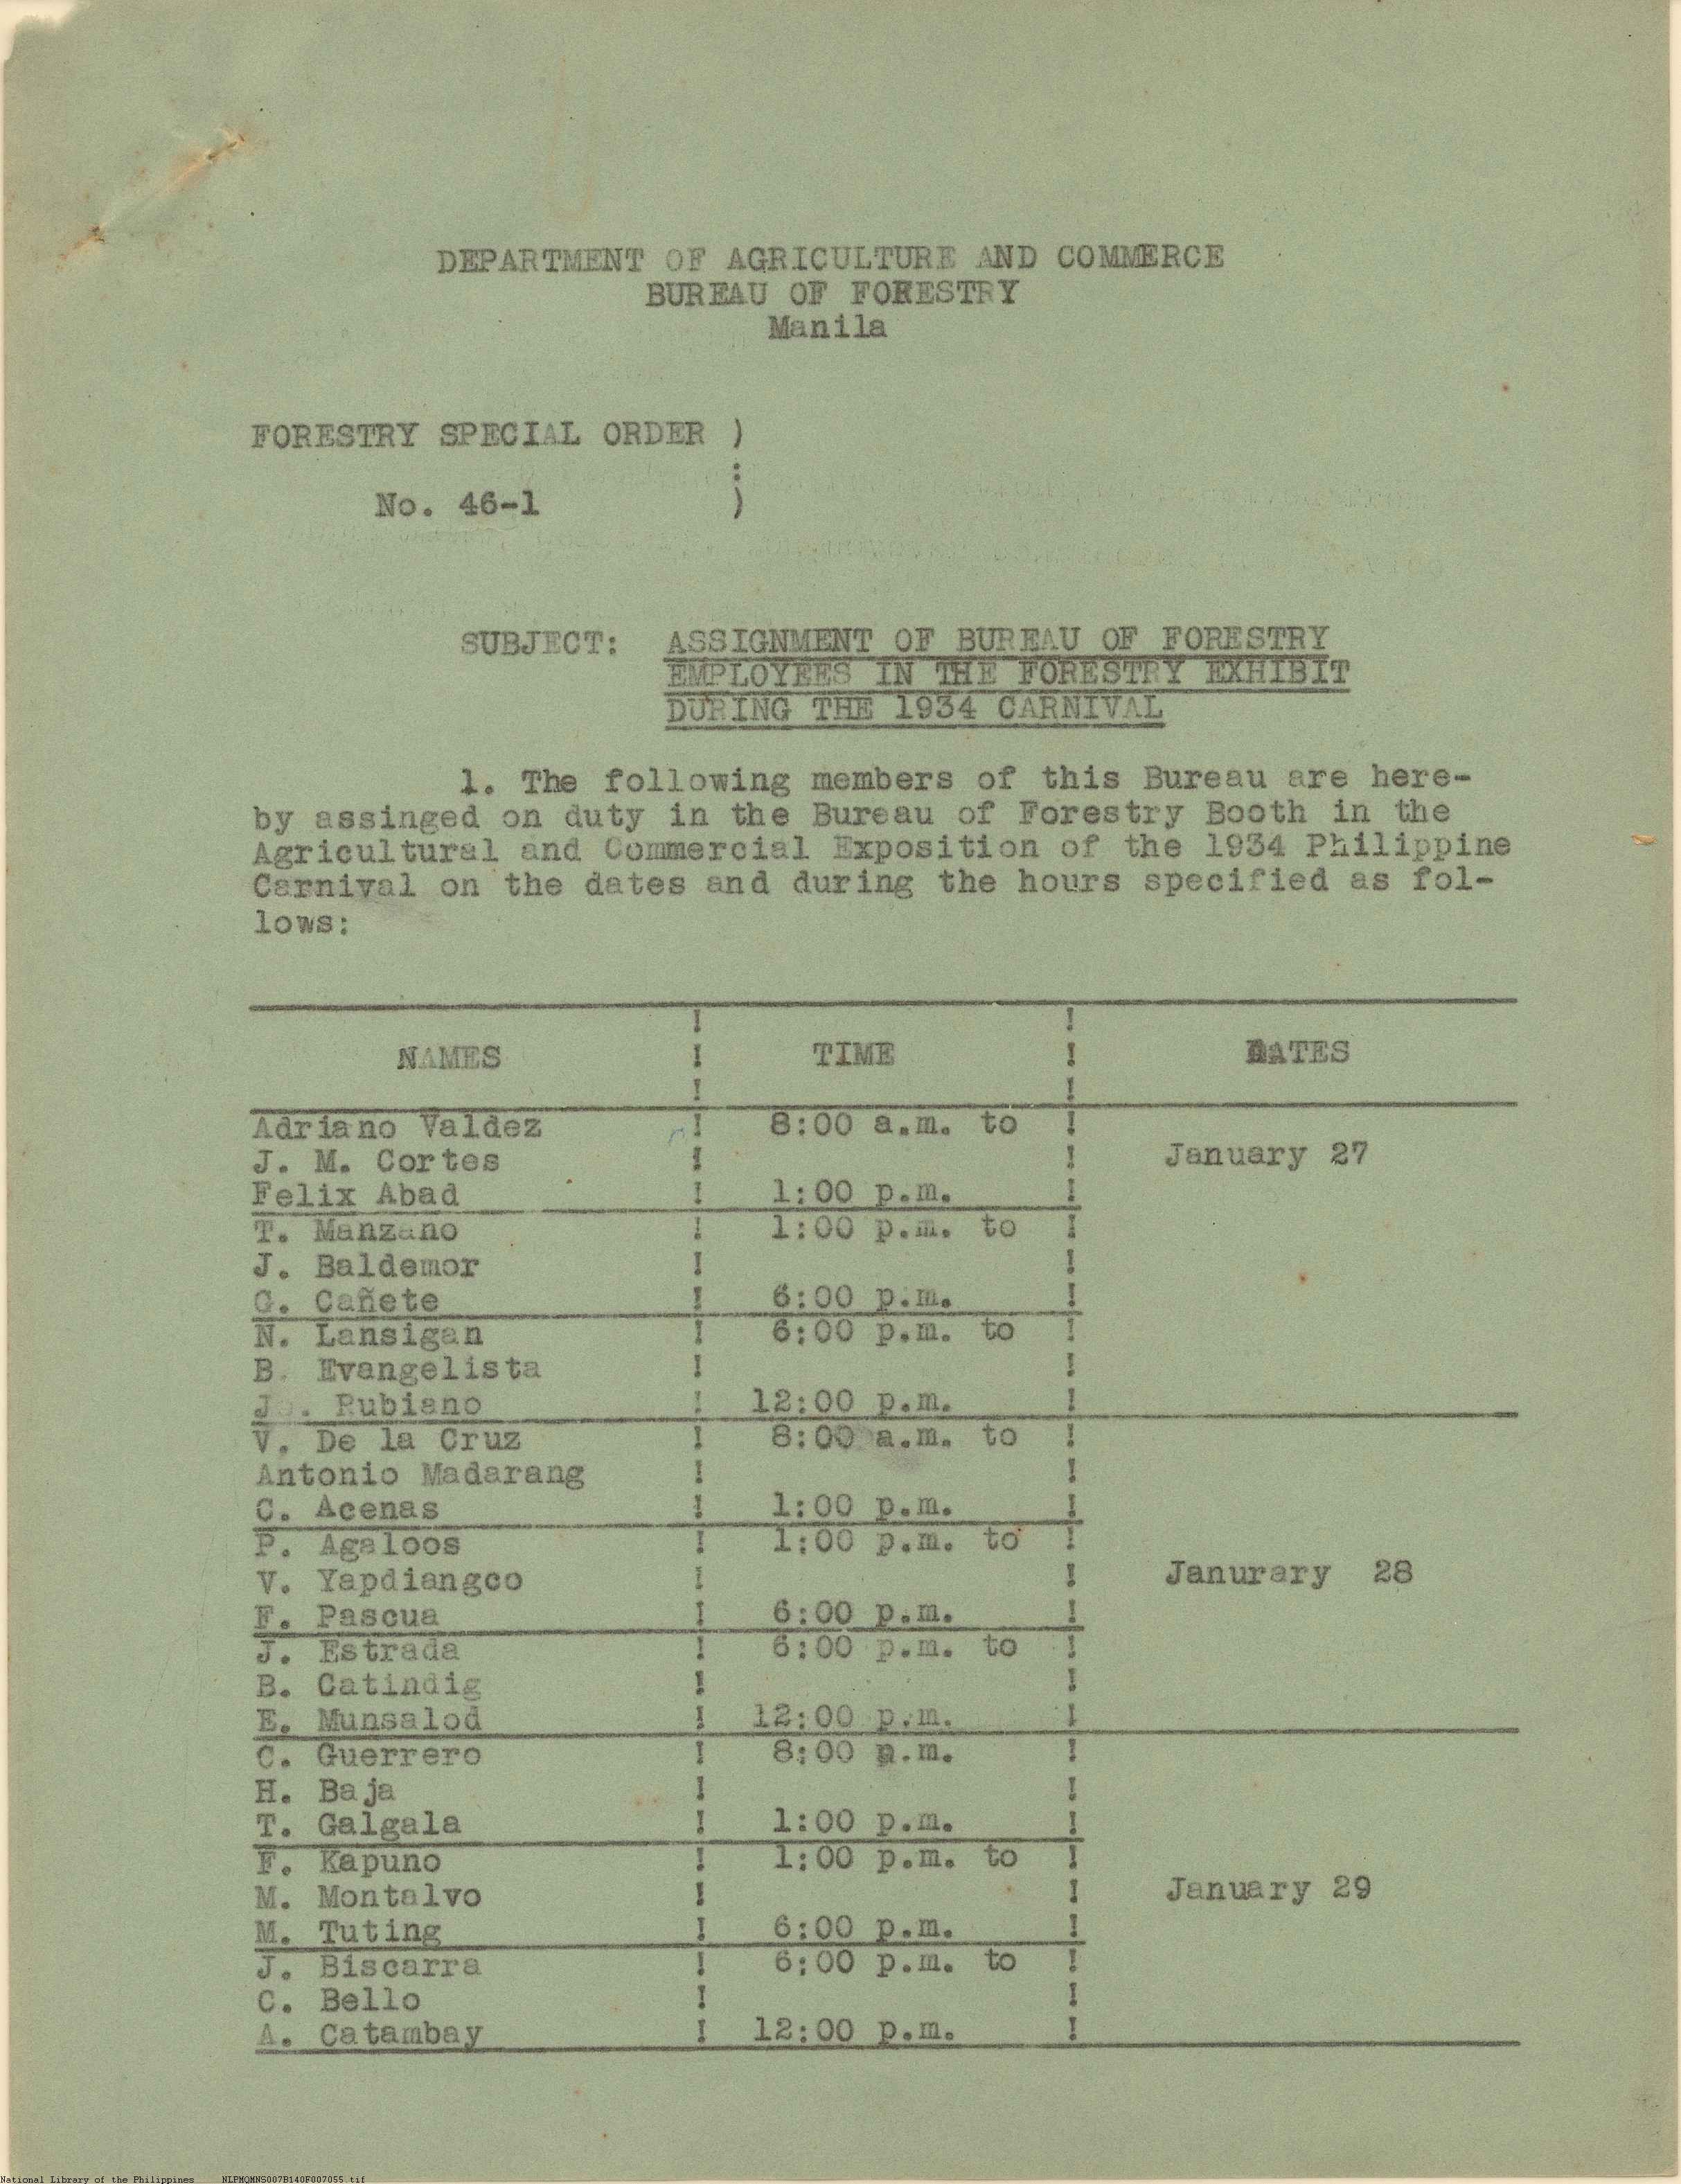 DEPARTMENT OF AGRICULTURE AND COMMERCE
BUREAU OF FORESTRY
Manila
FORESTRY SPECIAL ORDER )
:
No. 46-1 )
SUBJECT: ASSIGNMENT OF BUREAU OF FORESTRY
EMPLOYEES IN THE FORESTRY EXHIBIT
DURING THE 1934 CARNIVAL
1. The following members of this Bureau are here-
by assinged on duty in the Bureau of Forestry Booth in the
Agricultural and Commercial Exposition of the 1934 Philippine
Carnival on the dates and during the hours specified as fol-
lows:
NAMES ! TIME ! DATES
Adriano Valdez ! 8:00 a.m. to !
J. M. Cortes ! ! January 27
Felix Abad ! 1:00 p.m. !
T. Manzano ! 1:00 p.m. to !
J. Baldemor ! !
G. Cañete ! 6:00 p.m. !
N. Lansigan ! 6:00 p.m. to !
B. Evangelista ! !
J. Rubiano ! 12:00 p.m. !
V. De la Cruz ! 8:00 a.m. to !
Antonio Madarang ! !
C. Acenas ! 1:00 p.m. !
P. Agaloos ! 1:00 p.m. to !
V. Yapdiangco ! ! Janurary 28
F. Pascua ! 6:00 p.m. !
J. Estrada ! 6:00 p.m. to !
B. Catindig ! !
E. Munsalod ! 12:00 p.m. !
C. Guerrero ! 8:00 a.m. !
H. Baja ! !
T. Galgala ! 1:00 p.m. !
F. Kapuno ! 1:00 p.m. to !
M. Montalvo ! ! January 29
M. Tuting ! 6:00 p.m. !
J. Biscarra ! 6:00 p.m. to !
C. Bello ! !
A. Catambay ! 12:00 p.m. !
National Library of the Philippines NLPMQMNS007B140F007055.tif